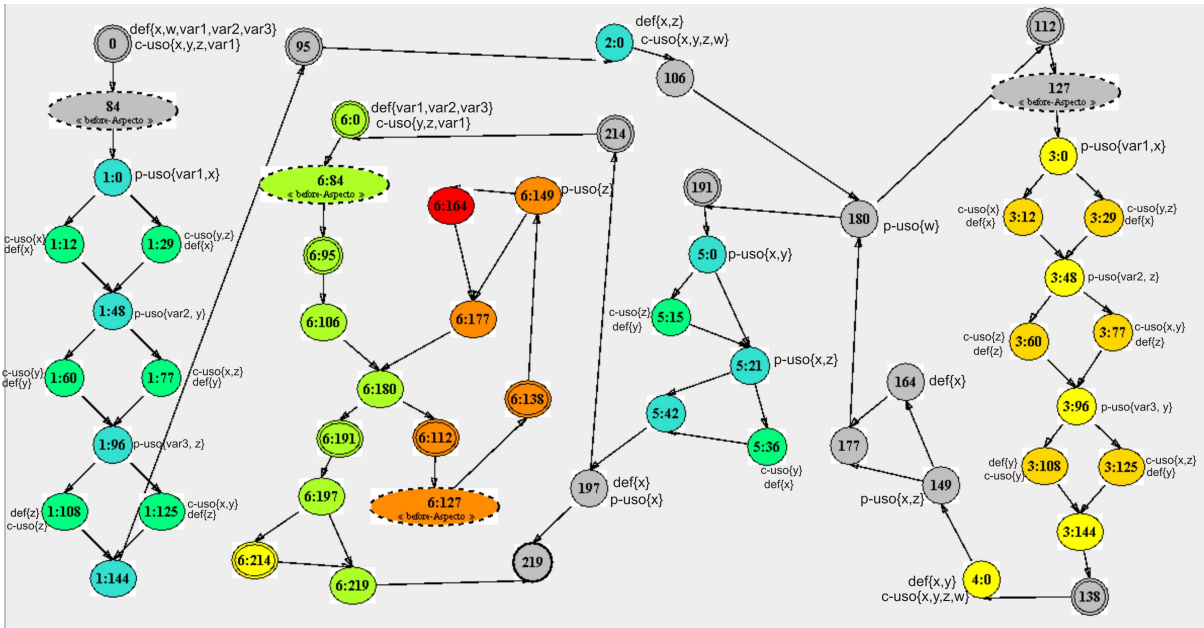 0
def{x,w,var1,var2,var3}
c-uso{x,y,z,var1}
84
« before-Aspecto »
1:0
p-uso{var1,x}
c-uso{x}
def{x}
1:12
1:29
c-uso{y,z}
def{x}
1:48
p-uso{var2, y}
c-uso{y}
def{y}
1:60
1:77
c-uso{x,z}
def{y}
1:96
p-uso{var3, z}
def{z}
c-uso{z}
1:108
1:125
c-uso{x,y}
def{z}
1:144
95
6:0
def{var1,var2,var3}
c-uso{y,z,var1}
6:84
« before-Aspecto »
6:95
6:106
6:164
6:149
p-uso{z}
6:177
6:180
6:138
6:191
6:112
6:197
6:127
« before-Aspecto »
6:214
6:219
219
2:0
def{x,z}
c-uso{x,y,z,w}
106
214
191
180
p-uso{w}
5:0
p-uso{x,y}
c-uso{z}
def{y}
5:15
5:21
p-uso{x,z}
5:42
5:36
c-uso{y}
def{x}
197
def{x}
p-uso{x}
112
127
« before-Aspecto »
3:0
p-uso{var1,x}
c-uso{x}
def{x}
3:12
3:29
c-uso{y,z}
def{x}
3:48
p-uso{var2, z}
c-uso{z}
def{z}
3:60
3:77
c-uso{x,y}
def{z}
164
def{x}
3:96
p-uso{var3, y}
177
149
p-uso{x,z}
def{y}
c-uso{y}
3:108
3:125
c-uso{x,z}
def{y}
3:144
def{x,y}
c-uso{x,y,z,w}
4:0
138